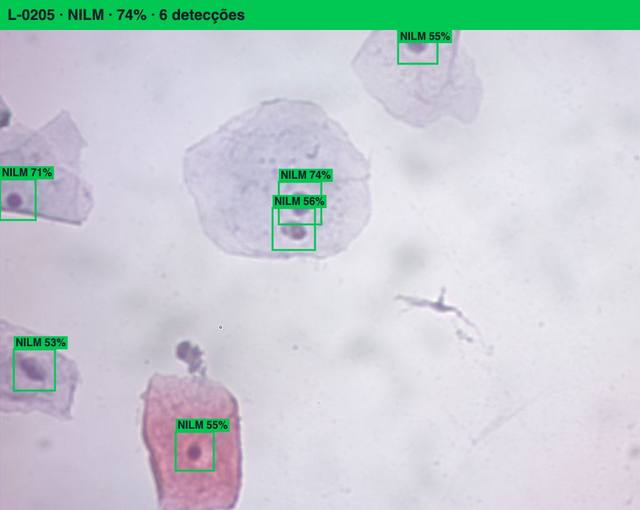 L-0205 · NILM · 74% · 6 detecções
NILM 55%
NILM 71%
NILM 74%
NILM 56%
NILM 53%
NILM 55%